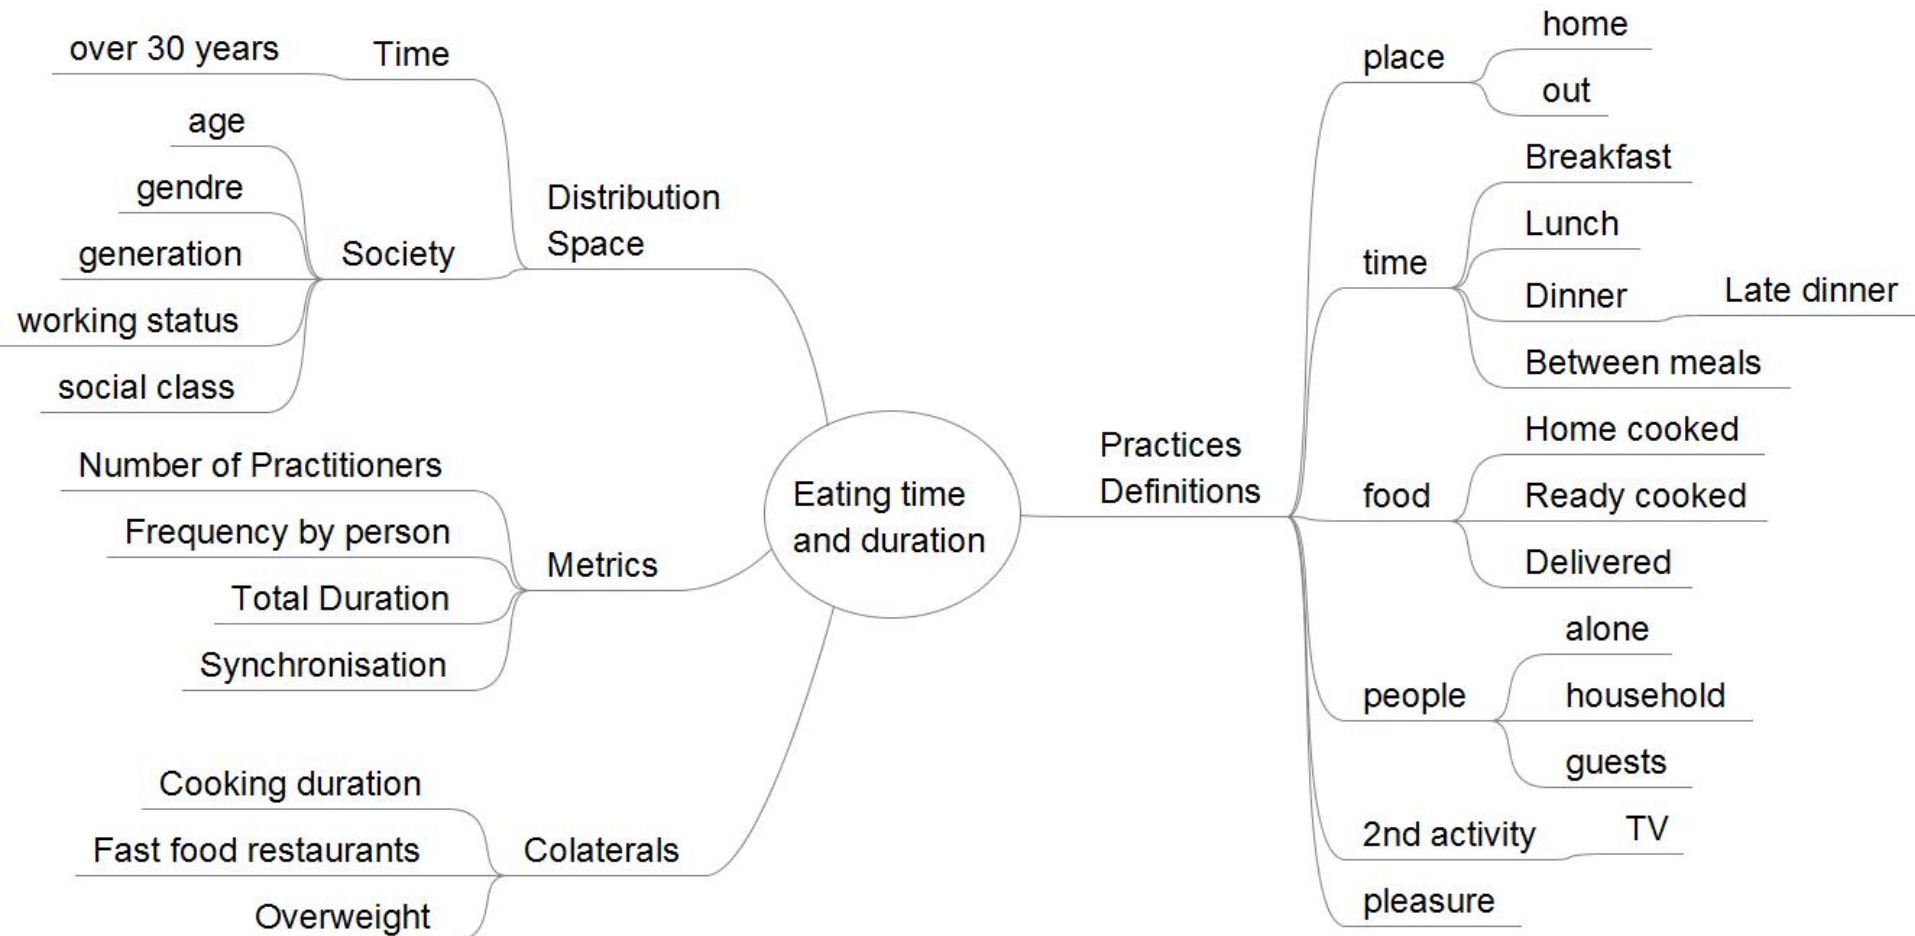 over 30 years
Time
age
gendre
generation
working status
social class
Society
Distribution
Space
Number of Practitioners
Frequency by person
Total Duration
Synchronisation
Metrics
Cooking duration
Fast food restaurants
Overweight
Colaterals
Eating time
and duration
Practices
Definitions
place
home
out
time
Breakfast
Lunch
Dinner
Late dinner
Between meals
food
Home cooked
Ready cooked
Delivered
people
alone
household
guests
2nd activity
TV
pleasure